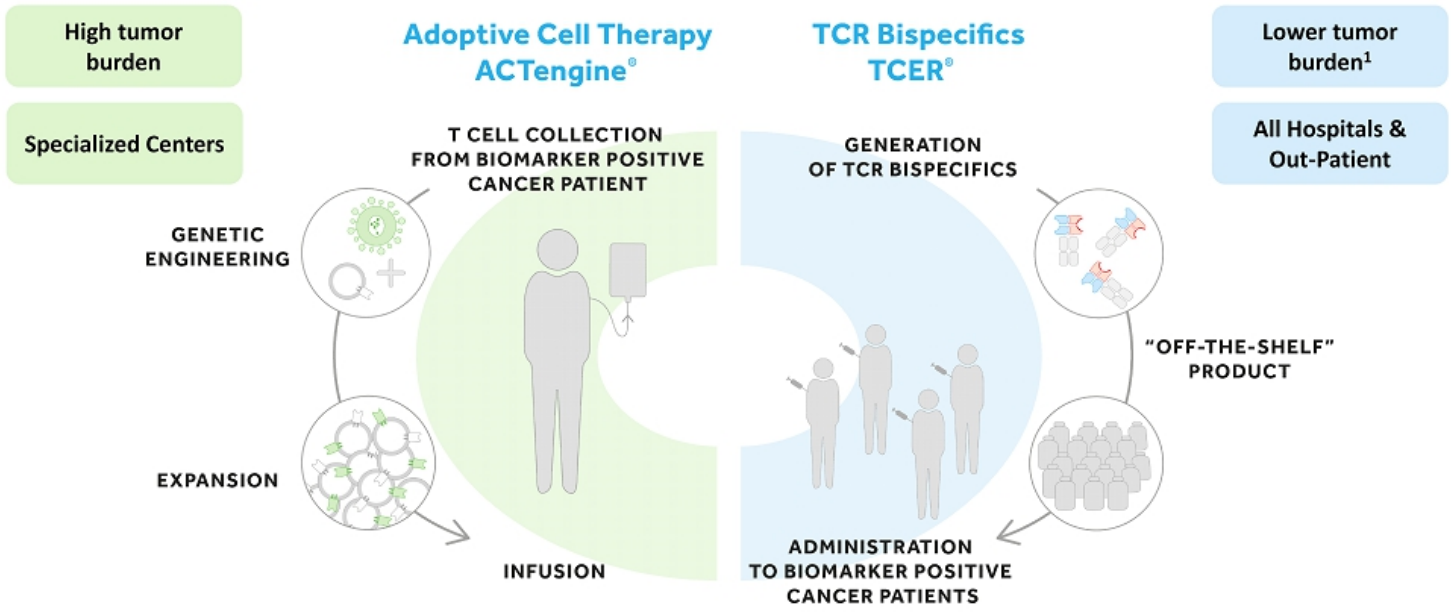 High tumor
burden
Specialized Centers
Adoptive Cell Therapy
ACTengine®
T CELL COLLECTION
FROM BIOMARKER POSITIVE
CANCER PATIENT
GENETIC
ENGINEERING
EXPANSION
INFUSION
TCR Bispecifics
TCER®
GENERATION
OF TCR BISPECIFICS
“OFF-THE-SHELF”
PRODUCT
ADMINISTRATION
TO BIOMARKER POSITIVE
CANCER PATIENTS
Lower tumor
burden¹
All Hospitals &
Out-Patient